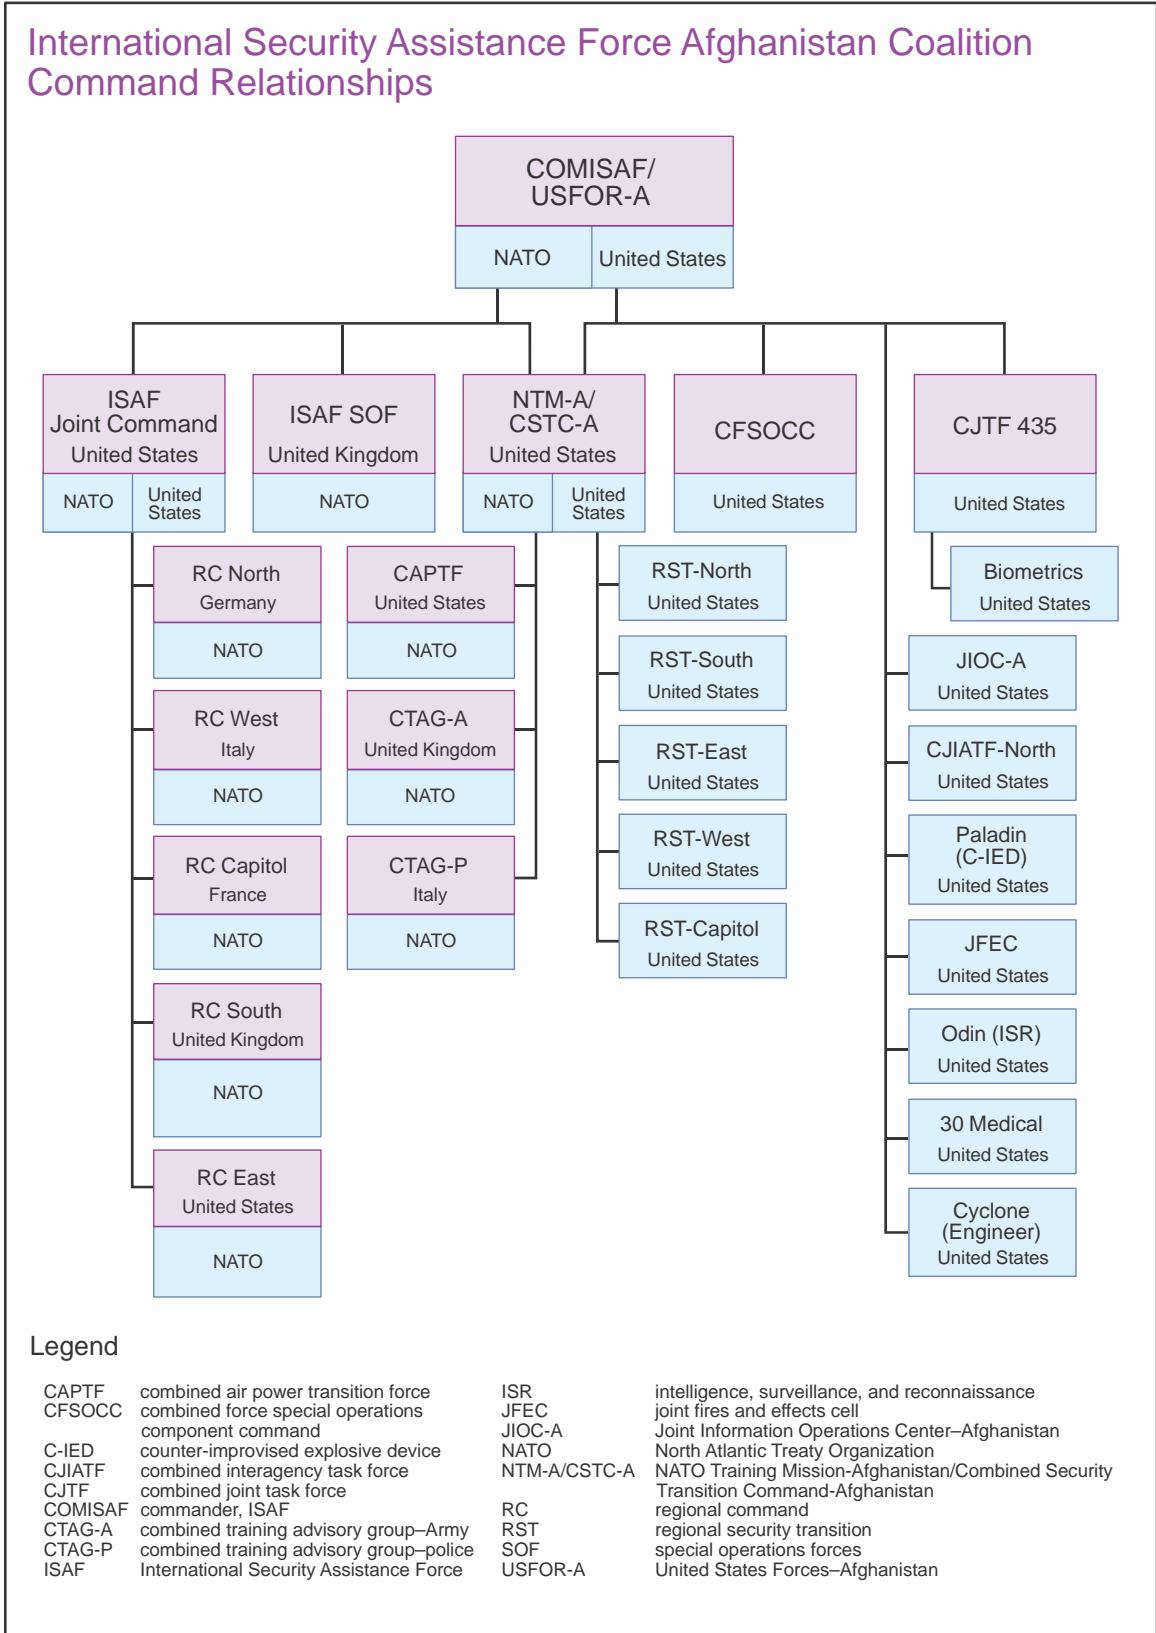 International Security Assistance Force Afghanistan Coalition
Command Relationships
COMISAF/
USFOR-A
NATO
United States
ISAF
Joint Command
United States
NATO
United
States
ISAF SOF
United Kingdom
NATO
NTM-A/
CSTC-A
United States
NATO
United
States
CFSOCC
United States
CJTF 435
United States
RC North
Germany
NATO
RC West
Italy
NATO
RC Capitol
France
NATO
RC South
United Kingdom
NATO
RC East
United States
NATO
CAPTF
United States
NATO
CTAG-A
United Kingdom
NATO
CTAG-P
Italy
NATO
RST-North
United States
RST-South
United States
RST-East
United States
RST-West
United States
RST-Capitol
United States
Biometrics
United States
JIOC-A
United States
CJIATF-North
United States
Paladin
(C-IED)
United States
JFEC
United States
Odin (ISR)
United States
30 Medical
United States
Cyclone
(Engineer)
United States
Legend
CAPTF combined air power transition force
CFSOCC combined force special operations
component command
C-IED counter-improvised explosive device
CJIATF combined interagency task force
CJTF combined joint task force
COMISAF commander, ISAF
CTAG-A combined training advisory group–Army
CTAG-P combined training advisory group–police
ISAF International Security Assistance Force
ISR intelligence, surveillance, and reconnaissance
JFEC joint fires and effects cell
JIOC-A Joint Information Operations Center–Afghanistan
NATO North Atlantic Treaty Organization
NTM-A/CSTC-A NATO Training Mission-Afghanistan/Combined Security
Transition Command-Afghanistan
RC regional command
RST regional security transition
SOF special operations forces
USFOR-A United States Forces–Afghanistan